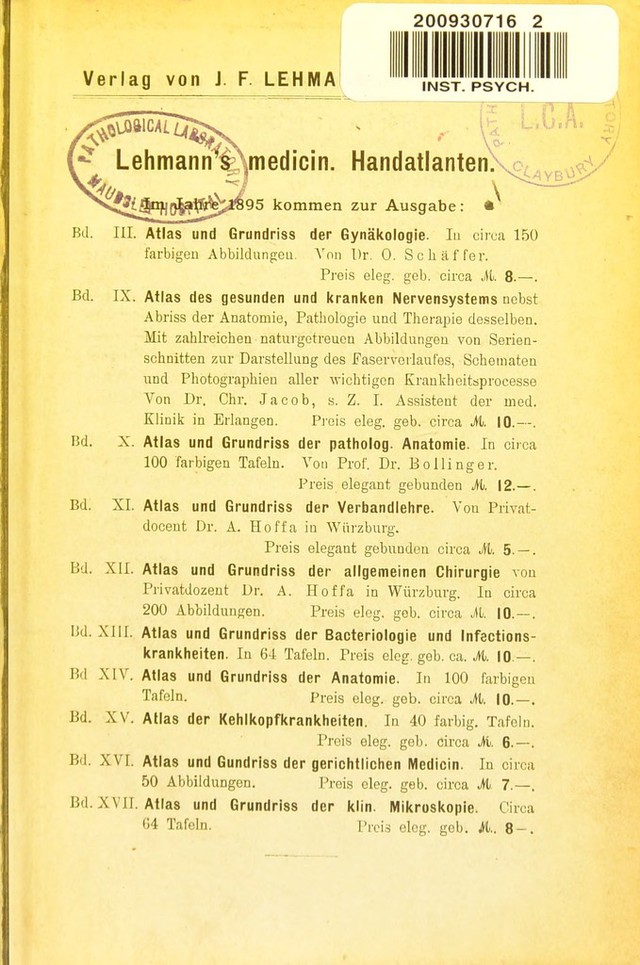 200930716 2
INST. PSYCH.
Verlag von J. F. LEHMA
PATHOLOGICAL LABORATORY
MAUDSLEY HOSPITAL
L.C.A.
CLAYBURY
Lehmann's medicin. Handatlanten.
Im Jahre 1895 kommen zur Ausgabe:
Bd. III. Atlas und Grundriss der Gynäkologie. In circa 150
farbigen Abbildungen. Von Dr. O. Schäffer.
Preis eleg. geb. circa M. 8.—.
Bd. IX. Atlas des gesunden und kranken Nervensystems nebst
Abriss der Anatomie, Pathologie und Therapie desselben.
Mit zahlreichen naturgetreuen Abbildungen von Serien-
schnitten zur Darstellung des Faserverlaufes, Schematen
und Photographien aller wichtigen Krankheitsprocesse
Von Dr. Chr. Jacob, s. Z. I. Assistent der med.
Klinik in Erlangen. Preis eleg. geb. circa M. 10.—.
Bd. X. Atlas und Grundriss der patholog. Anatomie. In circa
100 farbigen Tafeln. Von Prof. Dr. Bollinger.
Preis elegant gebunden M. 12.—.
Bd. XI. Atlas und Grundriss der Verbandlehre. Von Privat-
docent Dr. A. Hoffa in Würzburg.
Preis elegant gebunden circa M. 5.—.
Bd. XII. Atlas und Grundriss der allgemeinen Chirurgie von
Privatdozent Dr. A. Hoffa in Würzburg. In circa
200 Abbildungen. Preis eleg. geb. circa M. 10.—.
Bd. XIII. Atlas und Grundriss der Bacteriologie und Infections-
krankheiten. In 64 Tafeln. Preis eleg. geb. ca. M. 10.—.
Bd XIV. Atlas und Grundriss der Anatomie. In 100 farbigen
Tafeln. Preis eleg. geb. circa M. 10.—.
Bd. XV. Atlas der Kehlkopfkrankheiten. In 40 farbig. Tafeln.
Preis eleg. geb. circa M. 6.—.
Bd. XVI. Atlas und Gundriss der gerichtlichen Medicin. In circa
50 Abbildungen. Preis eleg. geb. circa M 7.—.
Bd. XVII. Atlas und Grundriss der klin. Mikroskopie. Circa
64 Tafeln. Preis eleg. geb. M.. 8—.